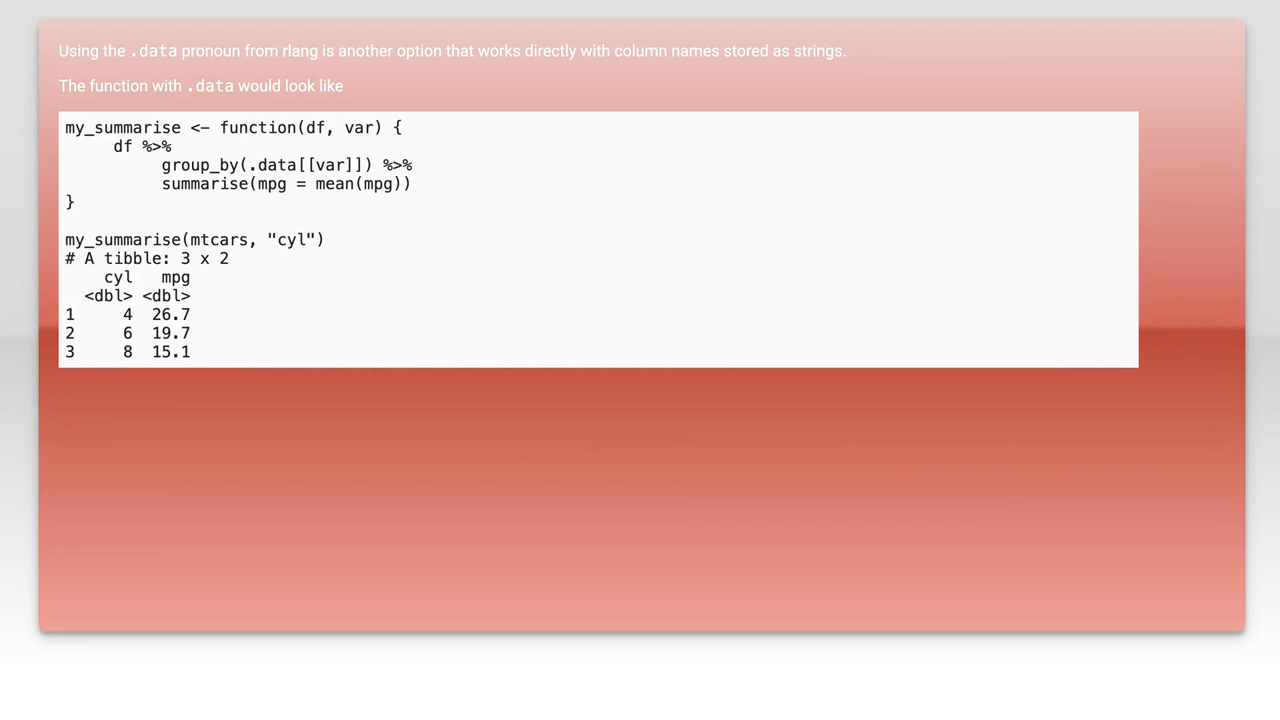 Using the .data pronoun from rlang is another option that works directly with column names stored as strings.
The function with .data would look like
my_summarise <- function(df, var) {
     df %>%
          group_by(.data[[var]]) %>%
          summarise(mpg = mean(mpg))
}
my_summarise(mtcars, "cyl")
# A tibble: 3 x 2
    cyl   mpg
  <dbl> <dbl>
1     4  26.7
2     6  19.7
3     8  15.1